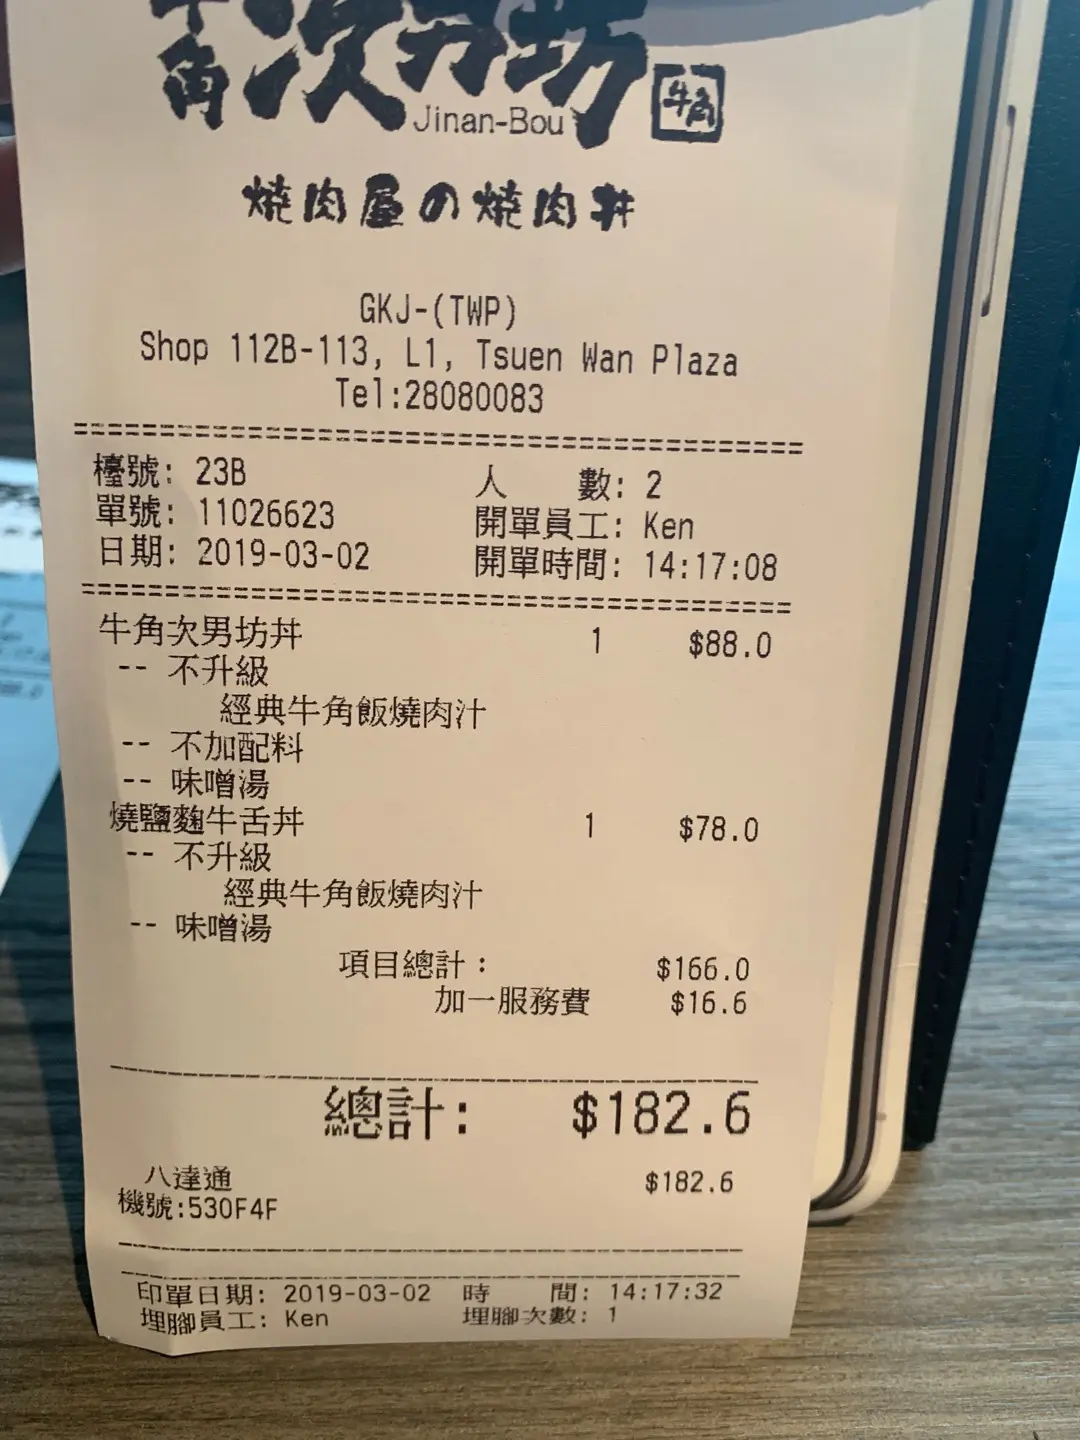 牛角次男坊
Jinan-Bou 牛角
燒肉屋の燒肉丼
GKJ-(TWP)
Shop 112B-113, L1, Tsuen Wan Plaza
Tel:28080083
檯號: 23B 人 數: 2
單號: 11026623 開單員工: Ken
日期: 2019-03-02 開單時間: 14:17:08
牛角次男坊丼 1 $88.0
-- 不升級
經典牛角飯燒肉汁
-- 不加配料
-- 味噌湯
燒鹽麴牛舌丼 1 $78.0
-- 不升級
經典牛角飯燒肉汁
-- 味噌湯
項目總計: $166.0
加一服務費 $16.6
總計: $182.6
八達通 $182.6
機號:530F4F
印單日期: 2019-03-02 時 間: 14:17:32
埋腳員工: Ken 埋腳次數: 1